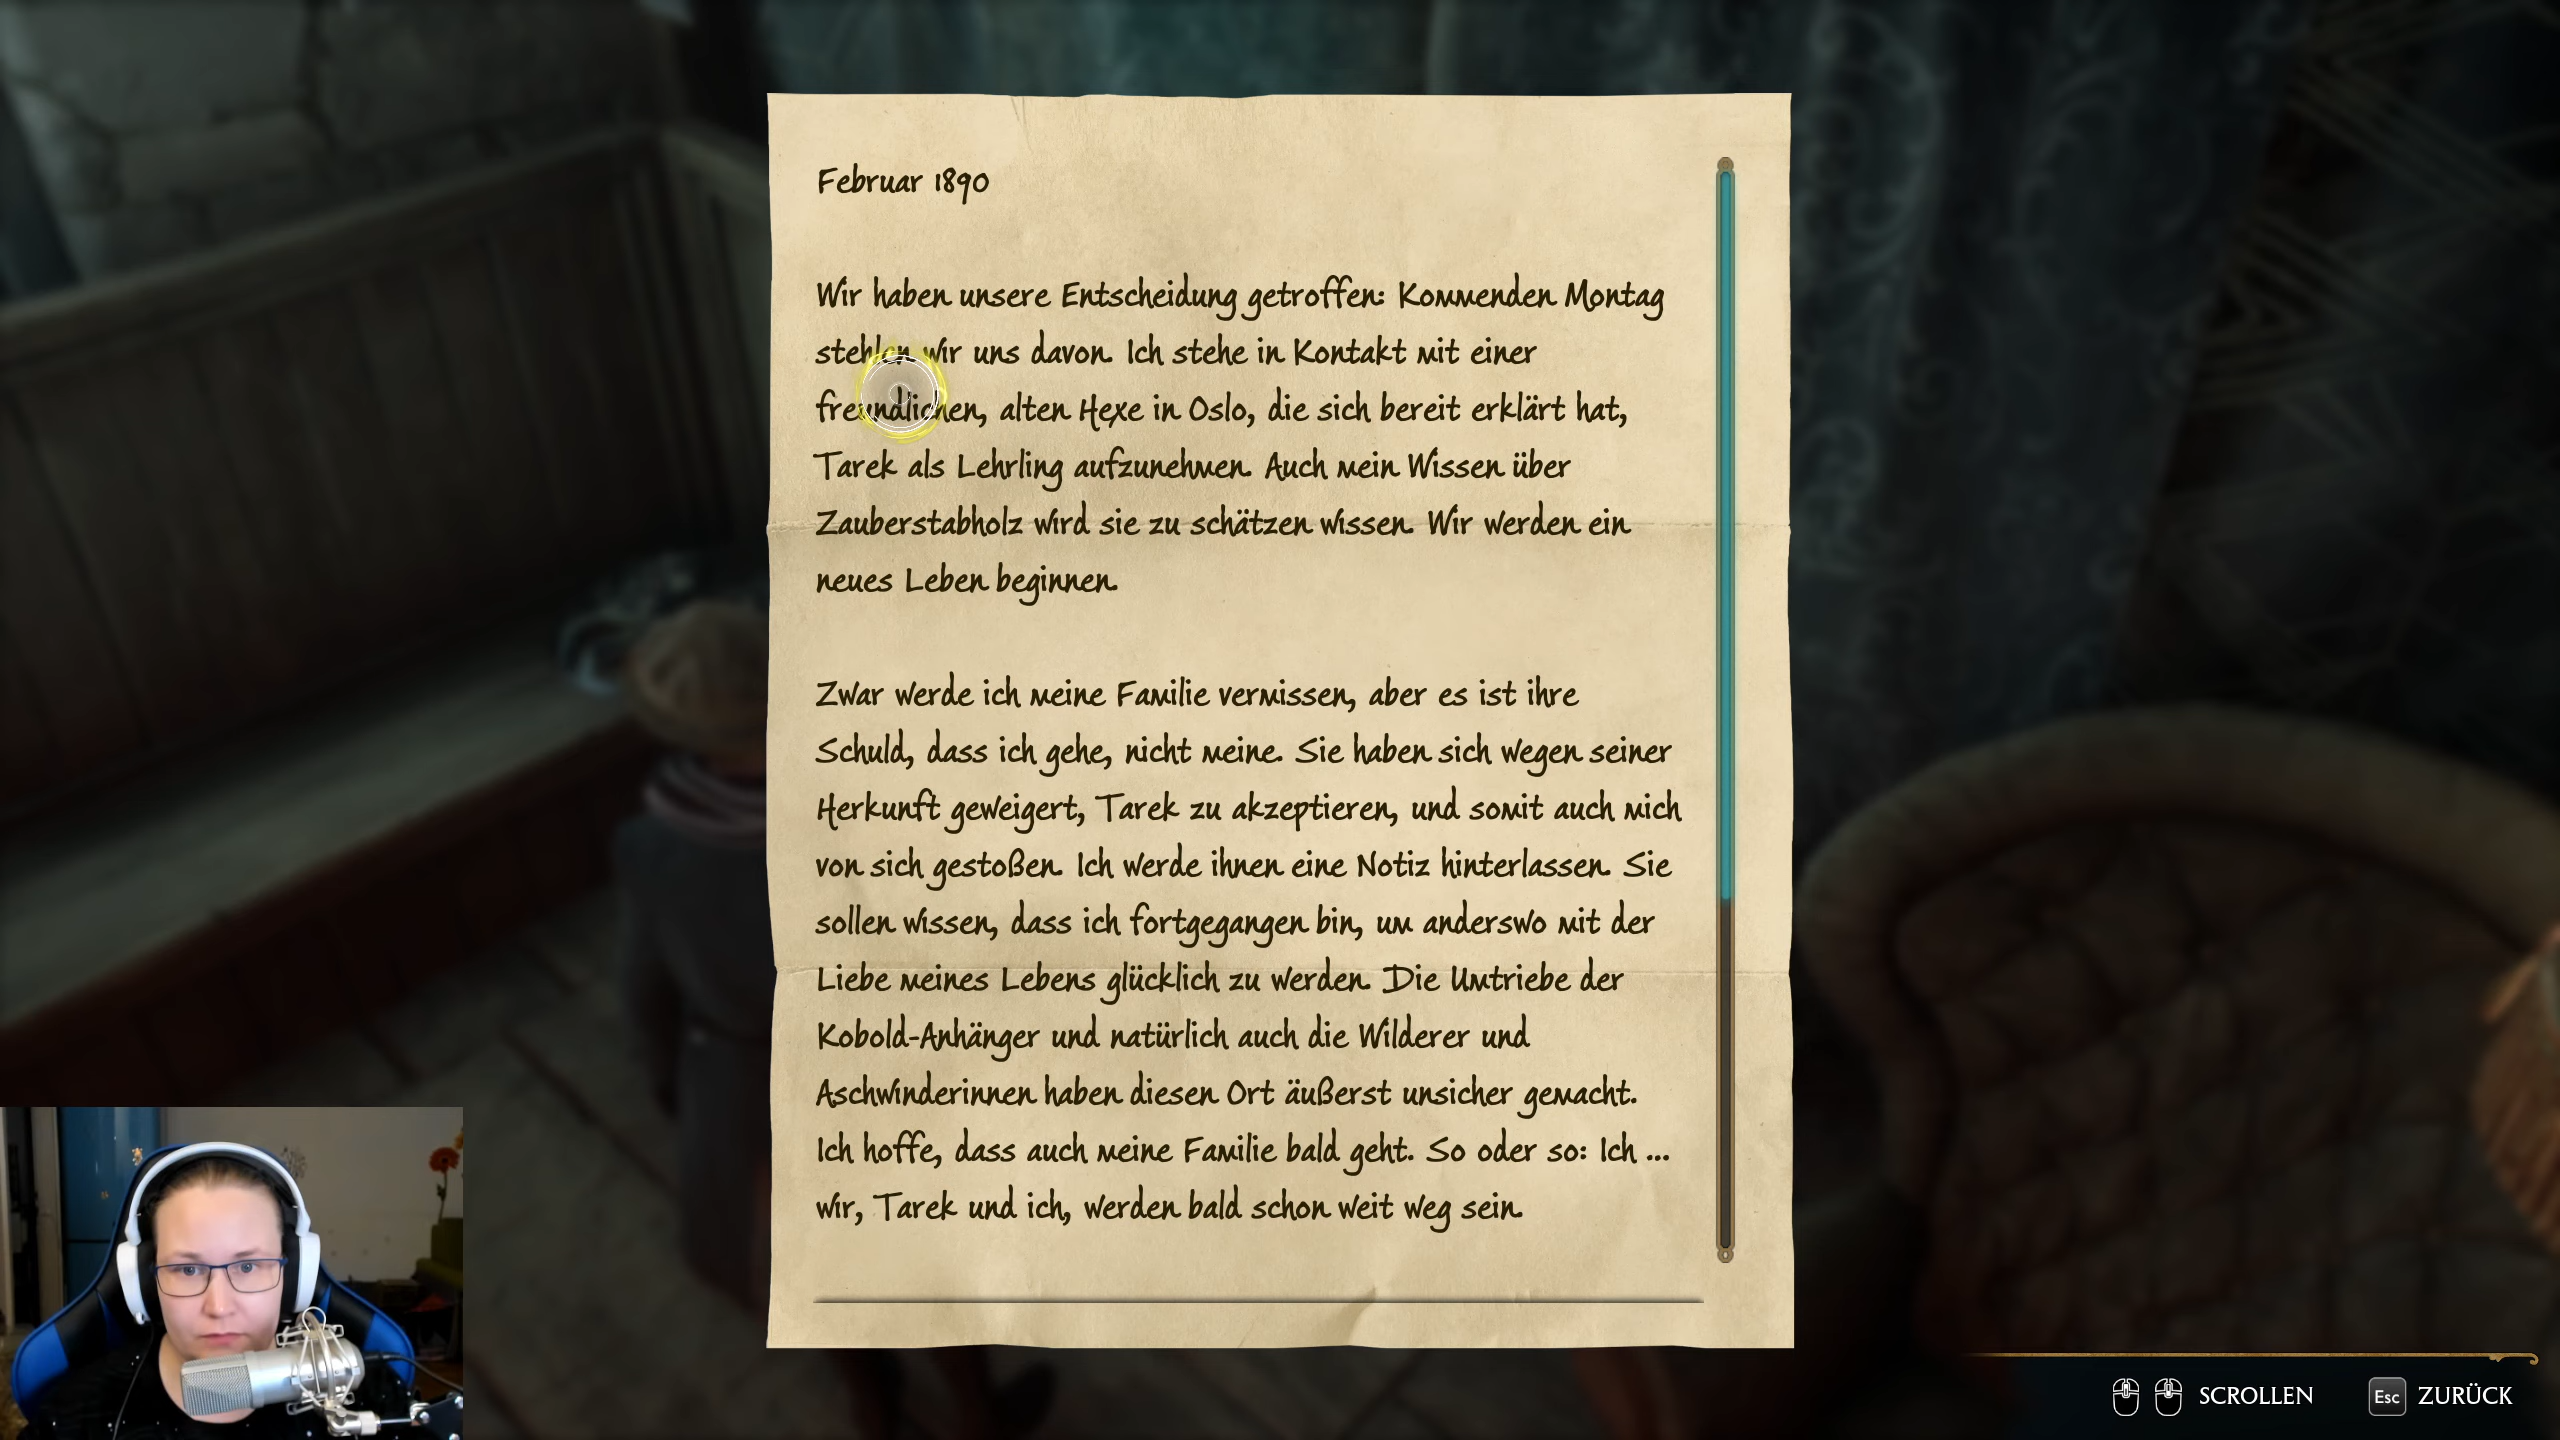 Februar 1890
Wir haben unsere Entscheidung getroffen: Kommenden Montag
stehlen wir uns davon. Ich stehe in Kontakt mit einer
freundlichen, alten Hexe in Oslo, die sich bereit erklärt hat,
Tarek als Lehrling aufzunehmen. Auch mein Wissen über
Zauberstabholz wird sie zu schätzen wissen. Wir werden ein
neues Leben beginnen.
Zwar werde ich meine Familie vermissen, aber es ist ihre
Schuld, dass ich gehe, nicht meine. Sie haben sich wegen seiner
Herkunft geweigert, Tarek zu akzeptieren, und somit auch mich
von sich gestoßen. Ich werde ihnen eine Notiz hinterlassen. Sie
sollen wissen, dass ich fortgegangen bin, um anderswo mit der
Liebe meines Lebens glücklich zu werden. Die Umtriebe der
Kobold-Anhänger und natürlich auch die Wilderer und
Aschwinderinnen haben diesen Ort äußerst unsicher gemacht.
Ich hoffe, dass auch meine Familie bald geht. So oder so: Ich ...
wir, Tarek und ich, werden bald schon weit weg sein.
SCROLLEN
Esc ZURÜCK